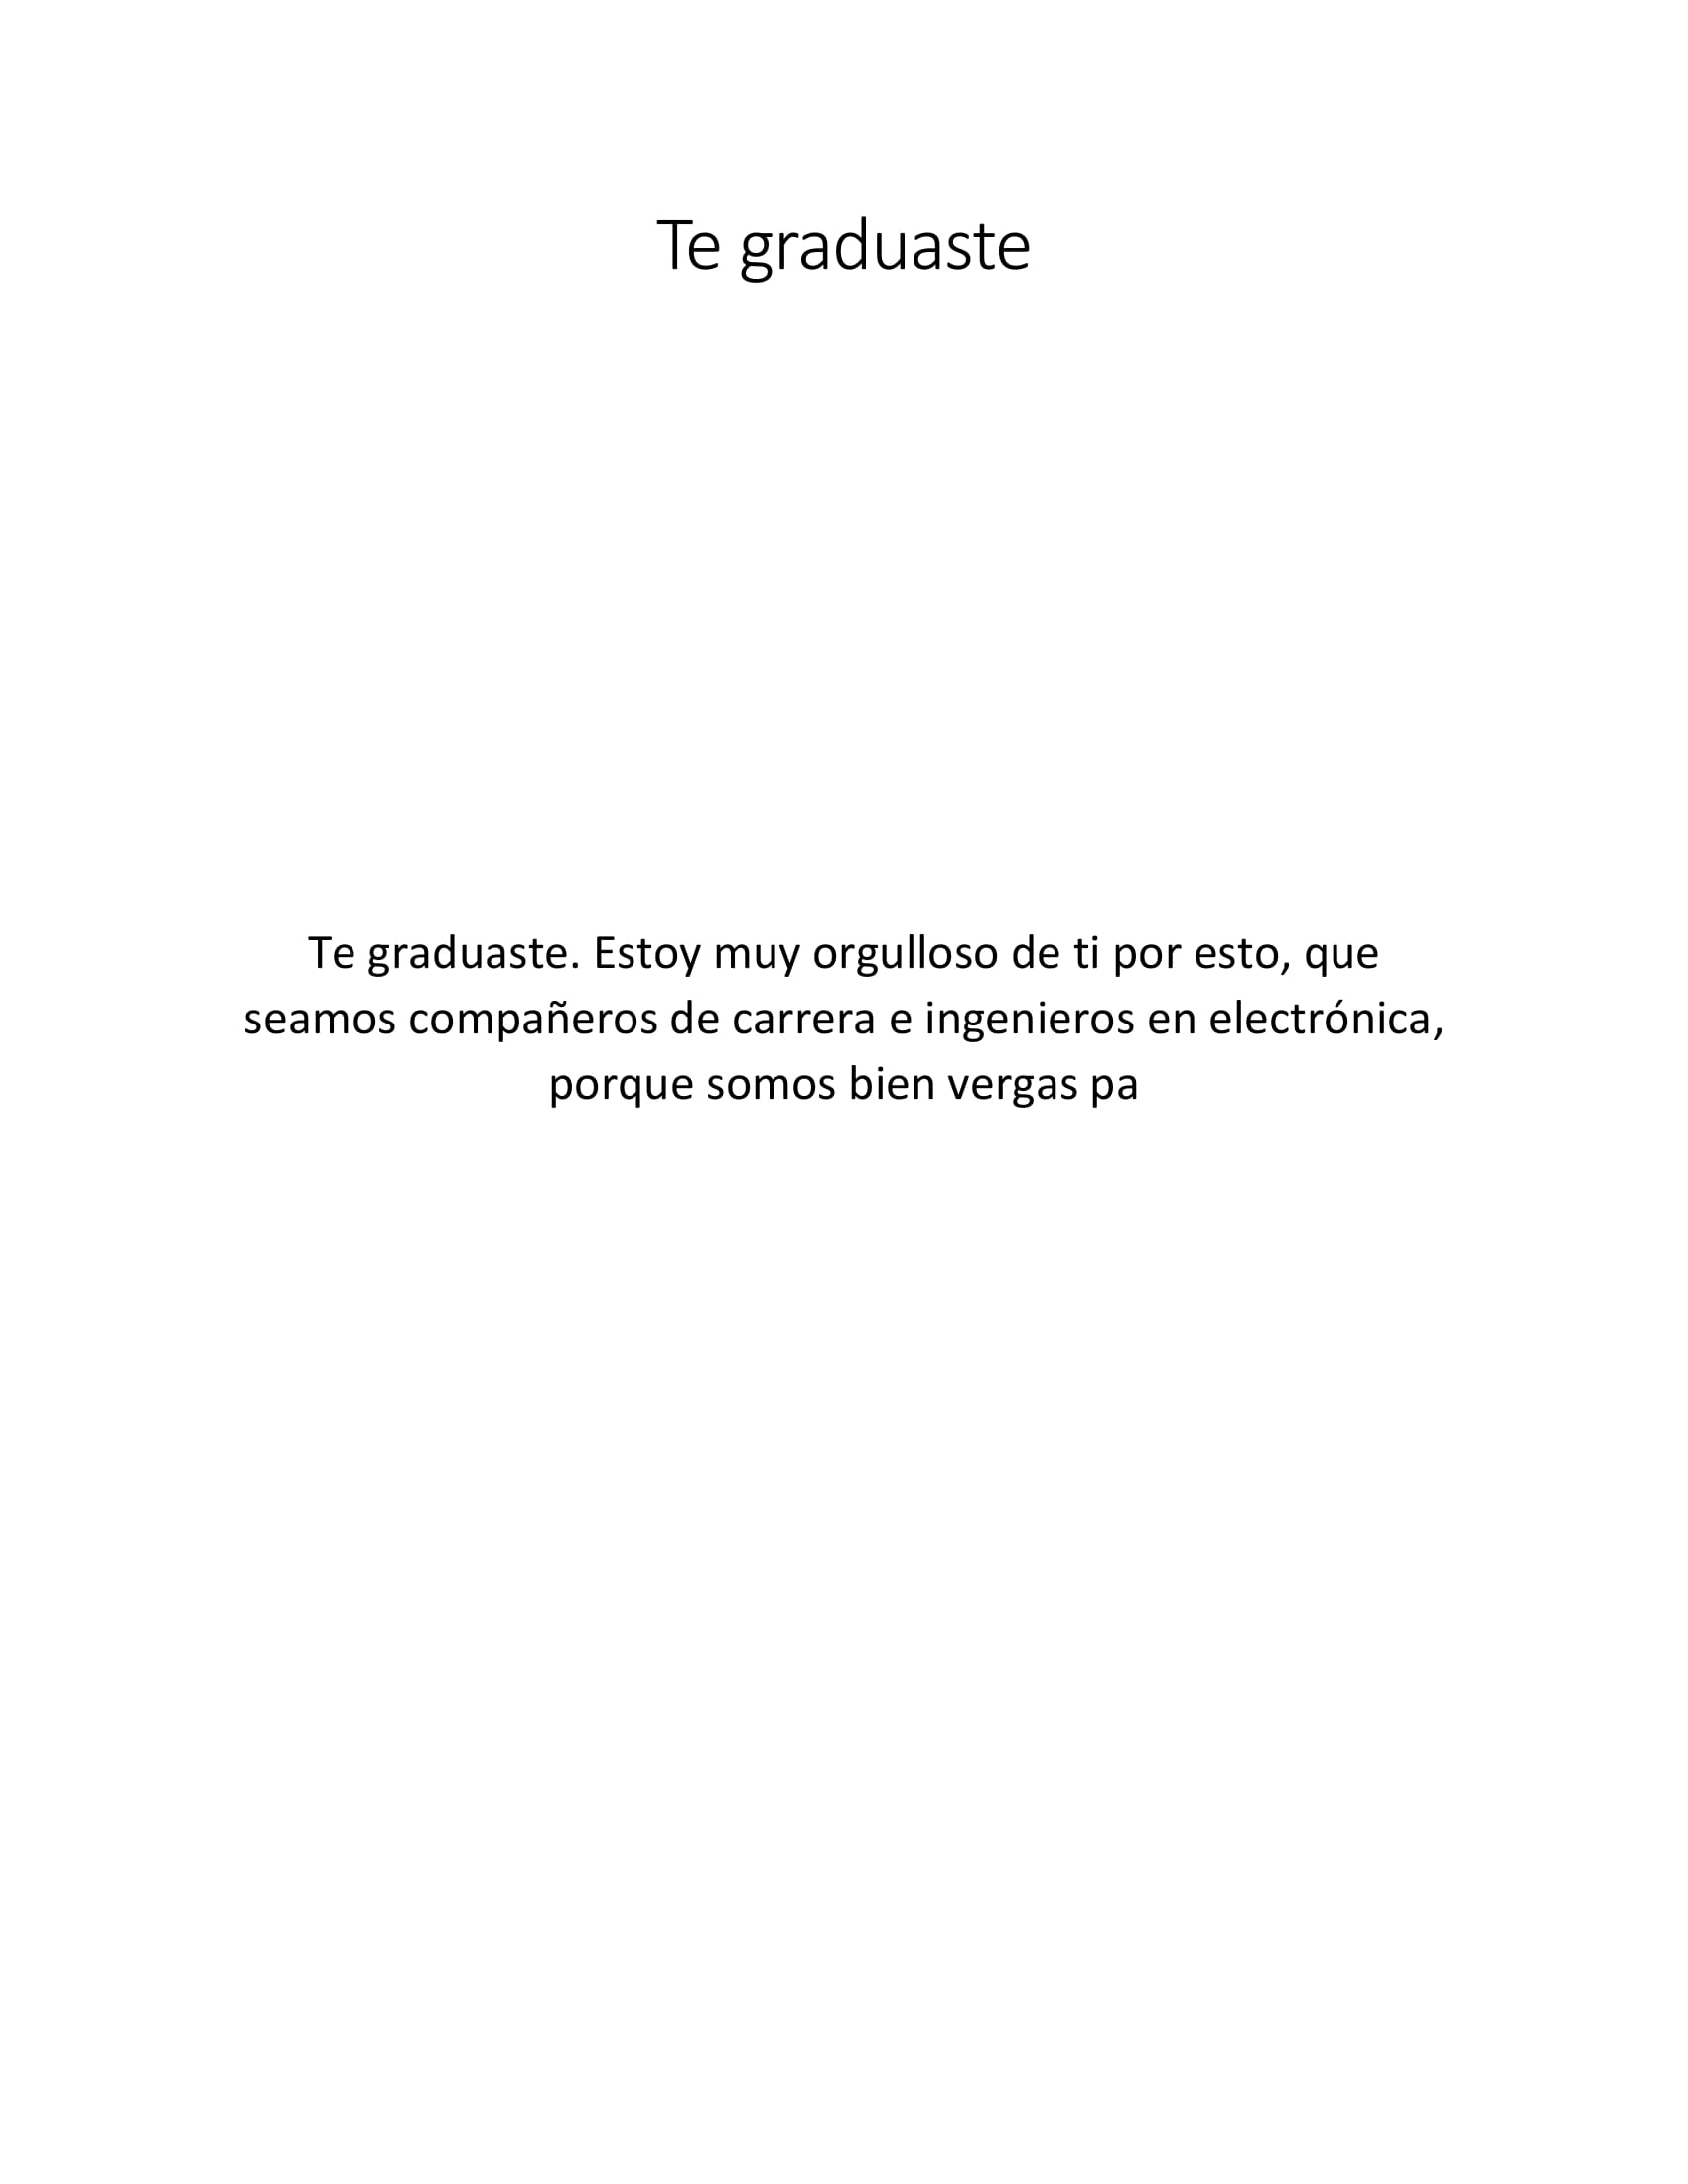 Te graduaste
Te graduaste. Estoy muy orgulloso de ti por esto, que
seamos compañeros de carrera e ingenieros en electrónica,
porque somos bien vergas pa